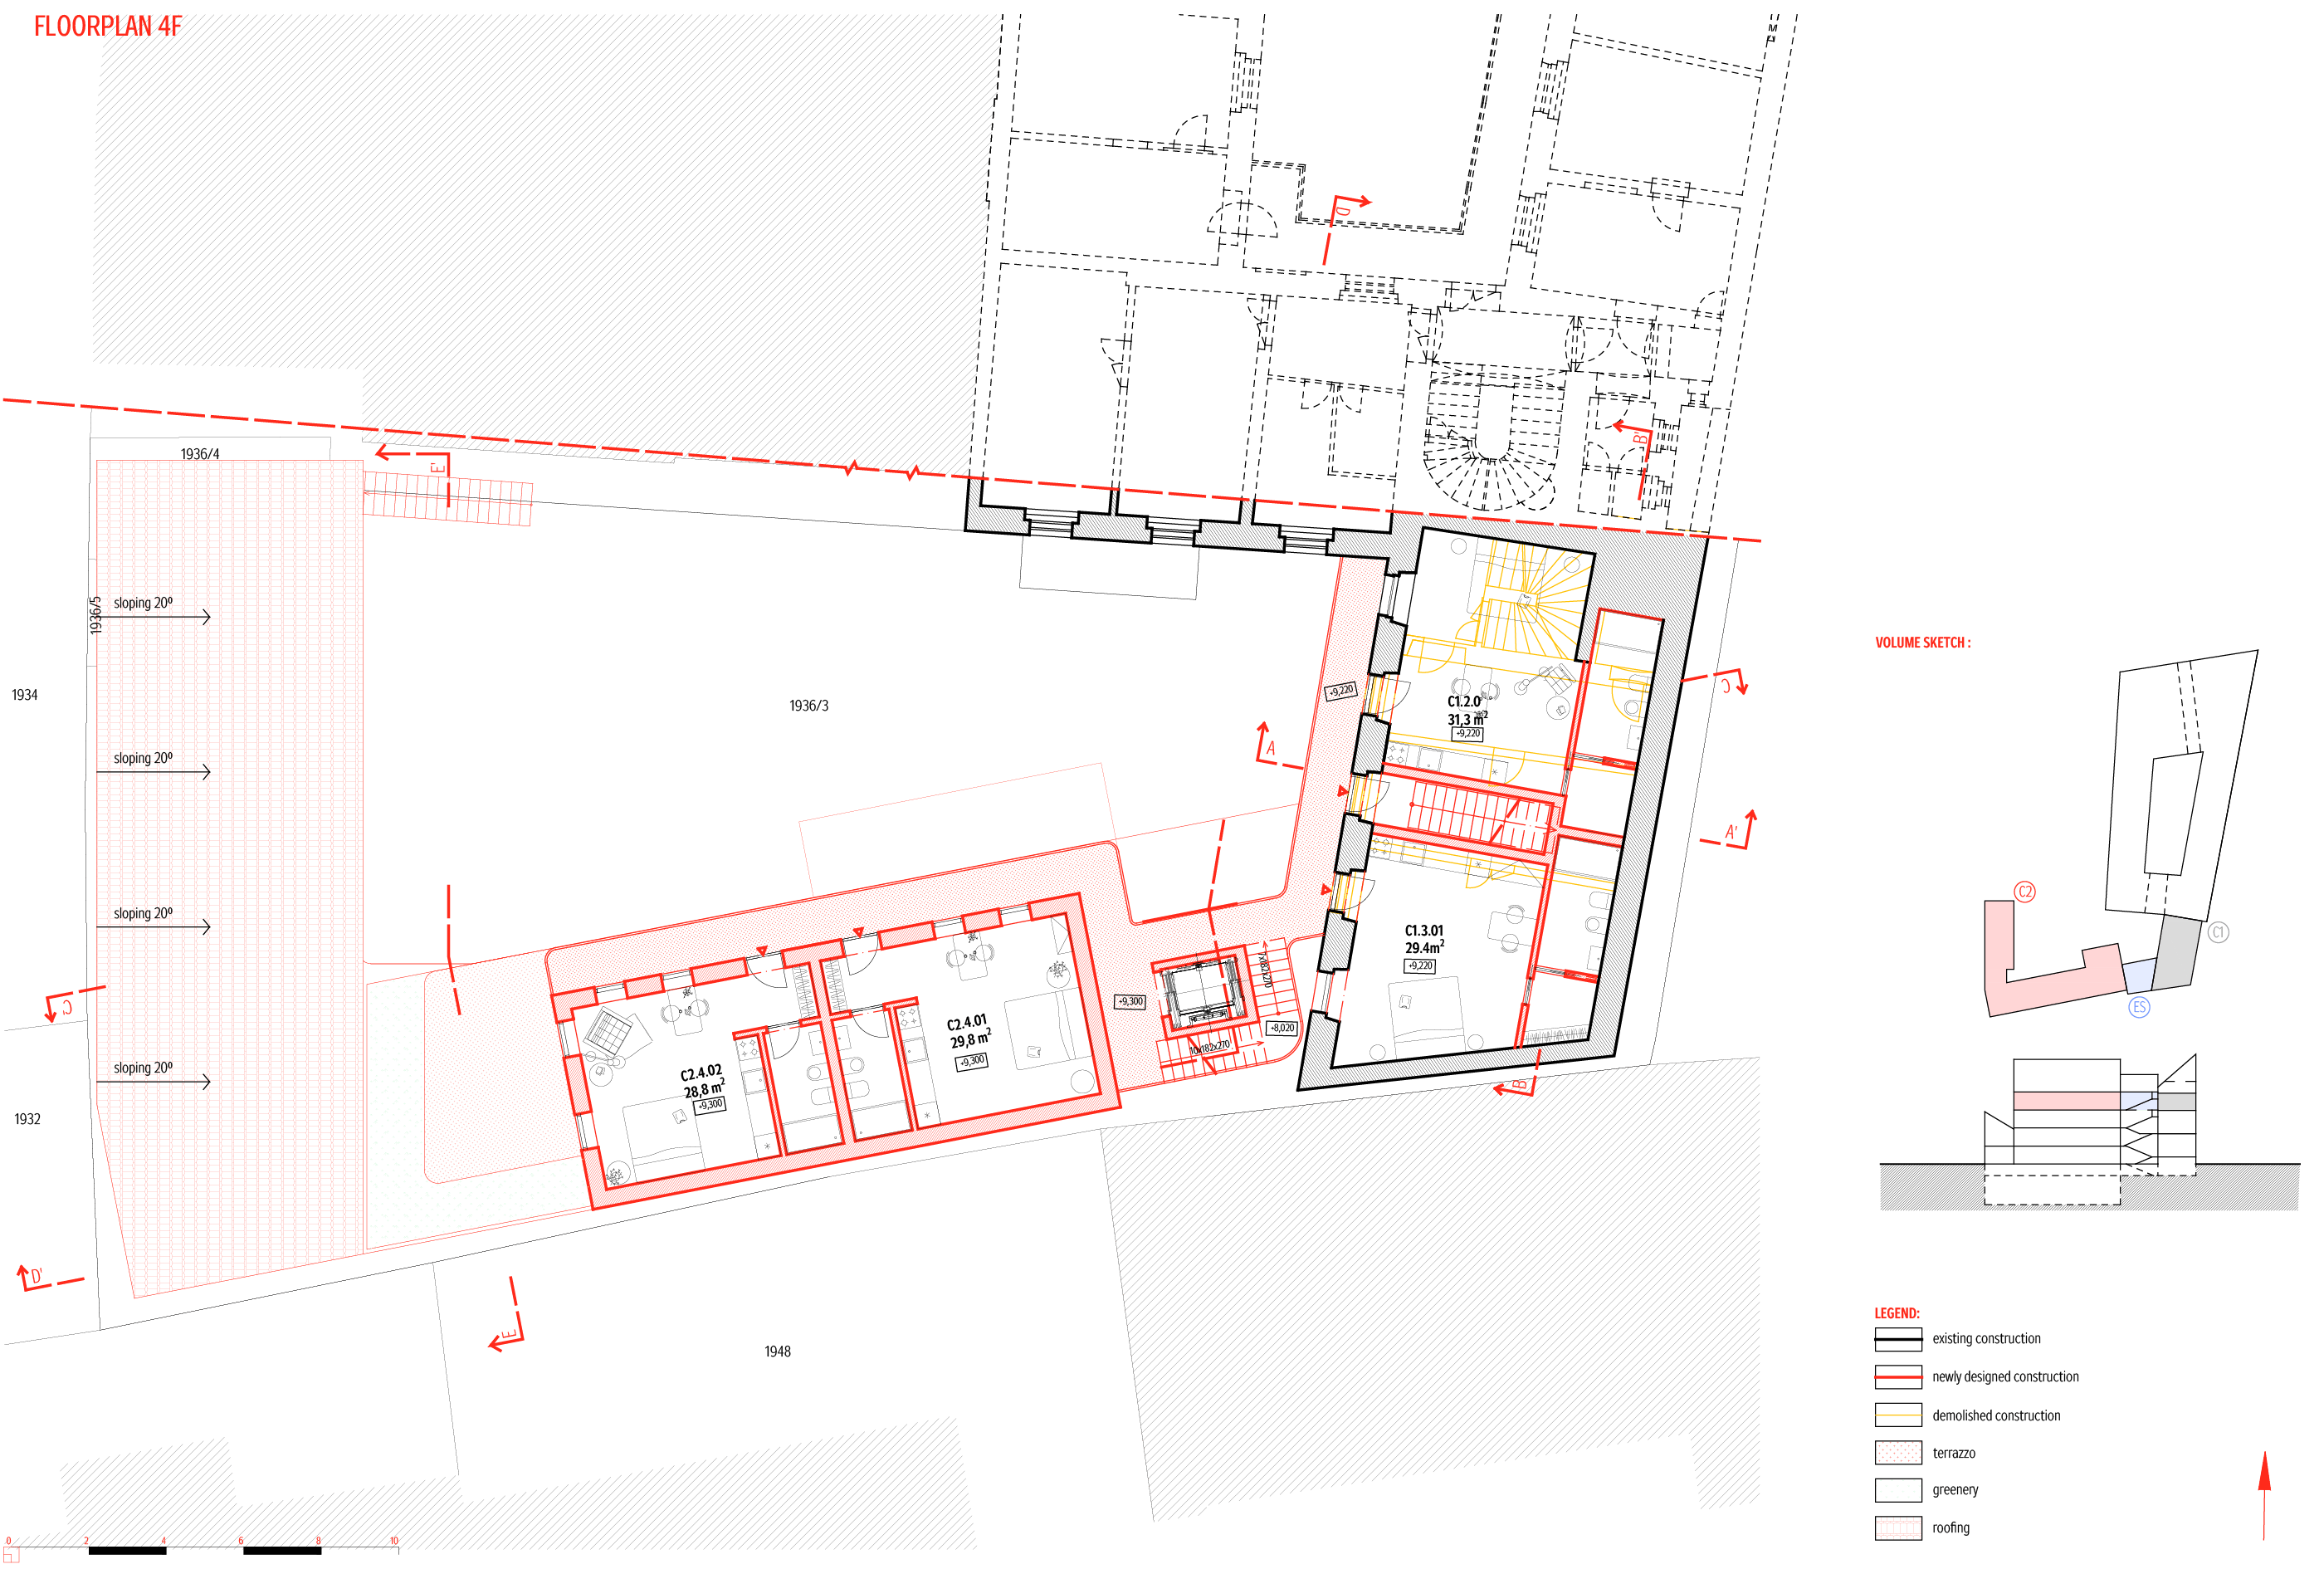 FLOORPLAN 4F
D
B'
1936/4
E'
1936/5
sloping 20º
1934
1936/3
+9,220
C1.2.0
31,3 m²
+9,220
C
VOLUME SKETCH :
A
sloping 20º
A'
C2
C1
ES
sloping 20º
C1.3.01
29.4m²
+9,220
7x182x270
+9,300
+8,020
10x182x270
C2.4.01
29,8 m²
+9,300
C2.4.02
28,8 m²
+9,300
C'
sloping 20º
B
1932
D'
E
1948
LEGEND:
existing construction
newly designed construction
demolished construction
terrazzo
greenery
roofing
0 2 4 6 8 10